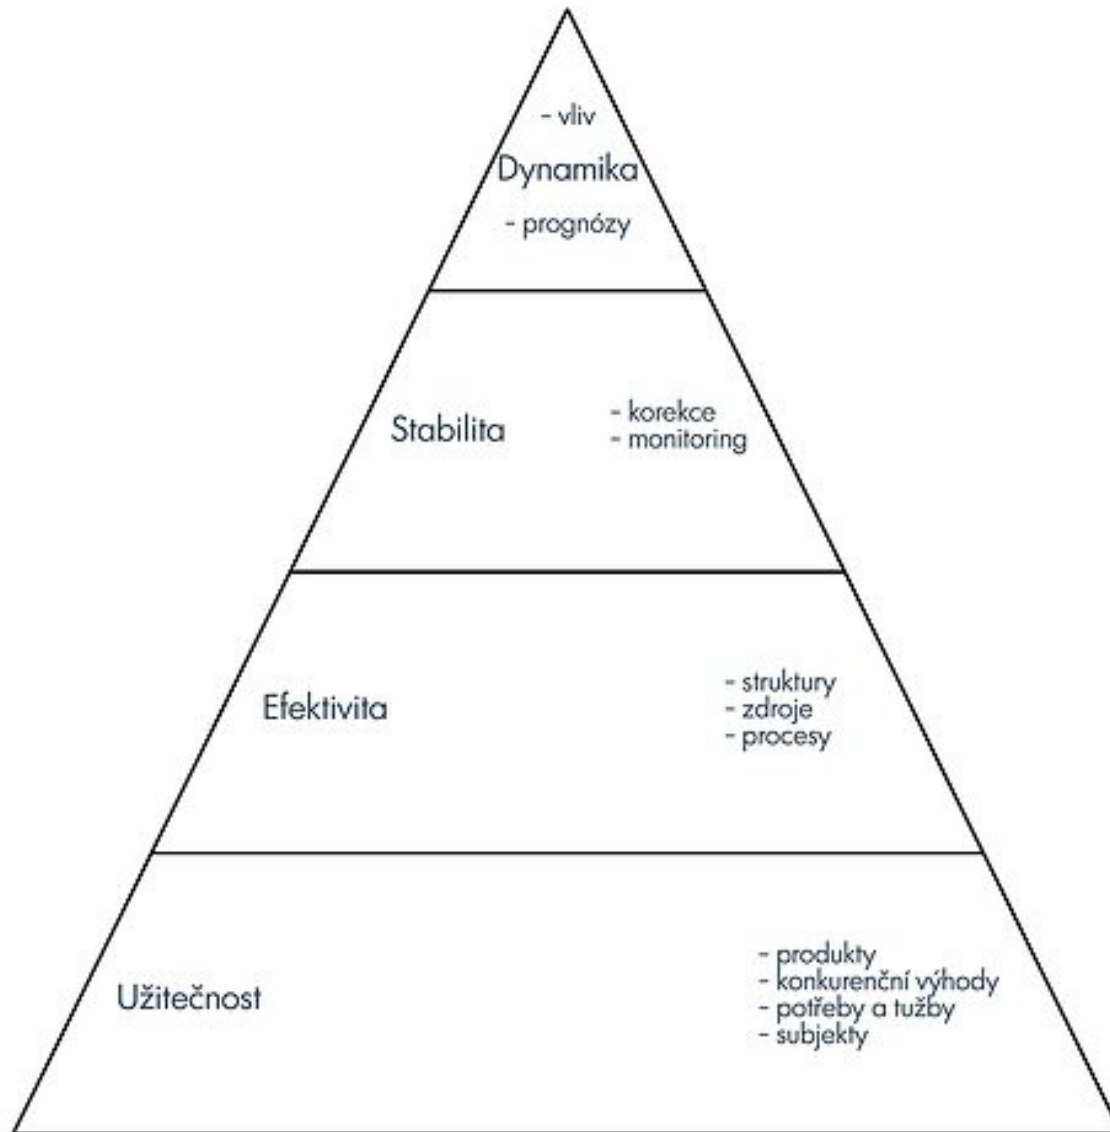 - vliv
Dynamika
- prognózy
Stabilita
- korekce
- monitoring
Efektivita
- struktury
- zdroje
- procesy
Užitečnost
- produkty
- konkurenční výhody
- potřeby a tužby
- subjekty